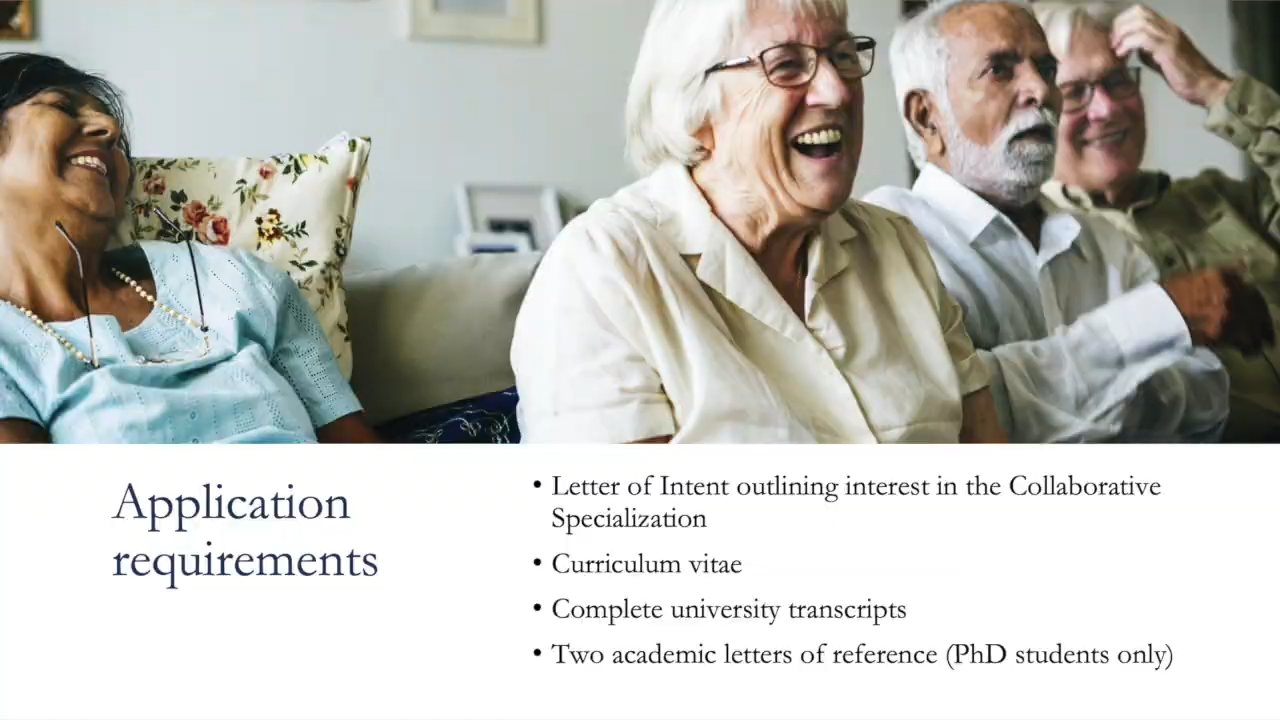 Application
requirements
• Letter of Intent outlining interest in the Collaborative
Specialization
• Curriculum vitae
• Complete university transcripts
• Two academic letters of reference (PhD students only)